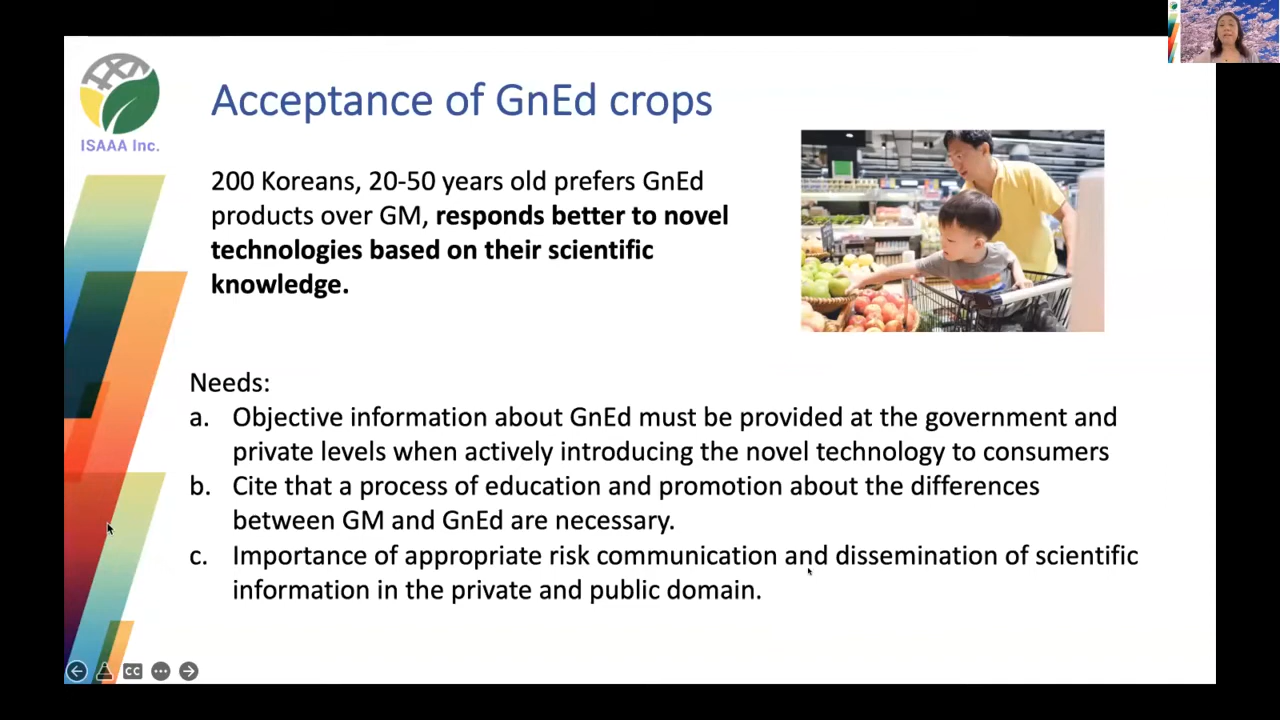 ISAAA Inc.
Acceptance of GnEd crops
200 Koreans, 20-50 years old prefers GnEd
products over GM, responds better to novel
technologies based on their scientific
knowledge.
Needs:
a. Objective information about GnEd must be provided at the government and
private levels when actively introducing the novel technology to consumers
b. Cite that a process of education and promotion about the differences
between GM and GnEd are necessary.
c. Importance of appropriate risk communication and dissemination of scientific
information in the private and public domain.
CC